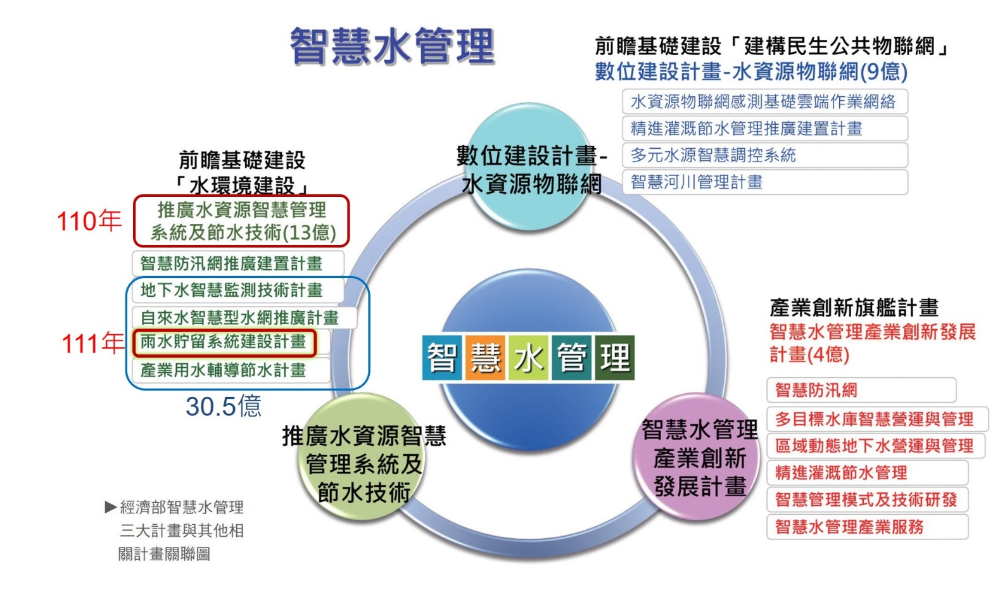 智慧水管理
前瞻基礎建設「建構民生公共物聯網」
數位建設計畫-水資源物聯網(9億)
水資源物聯網感測基礎雲端作業網絡
精進灌溉節水管理推廣建置計畫
多元水源智慧調控系統
智慧河川管理計畫
數位建設計畫-
水資源物聯網
前瞻基礎建設
「水環境建設」
110年
推廣水資源智慧管理
系統及節水技術(13億)
智慧防汛網推廣建置計畫
地下水智慧監測技術計畫
自來水智慧型水網推廣計畫
111年
雨水貯留系統建設計畫
產業用水輔導節水計畫
30.5億
智慧水管理
產業創新旗艦計畫
智慧水管理產業創新發展
計畫(4億)
智慧防汛網
多目標水庫智慧營運與管理
區域動態地下水營運與管理
精進灌溉節水管理
智慧管理模式及技術研發
智慧水管理產業服務
推廣水資源智慧
管理系統及
節水技術
智慧水管理
產業創新
發展計畫
▶經濟部智慧水管理
三大計畫與其他相
關計畫關聯圖